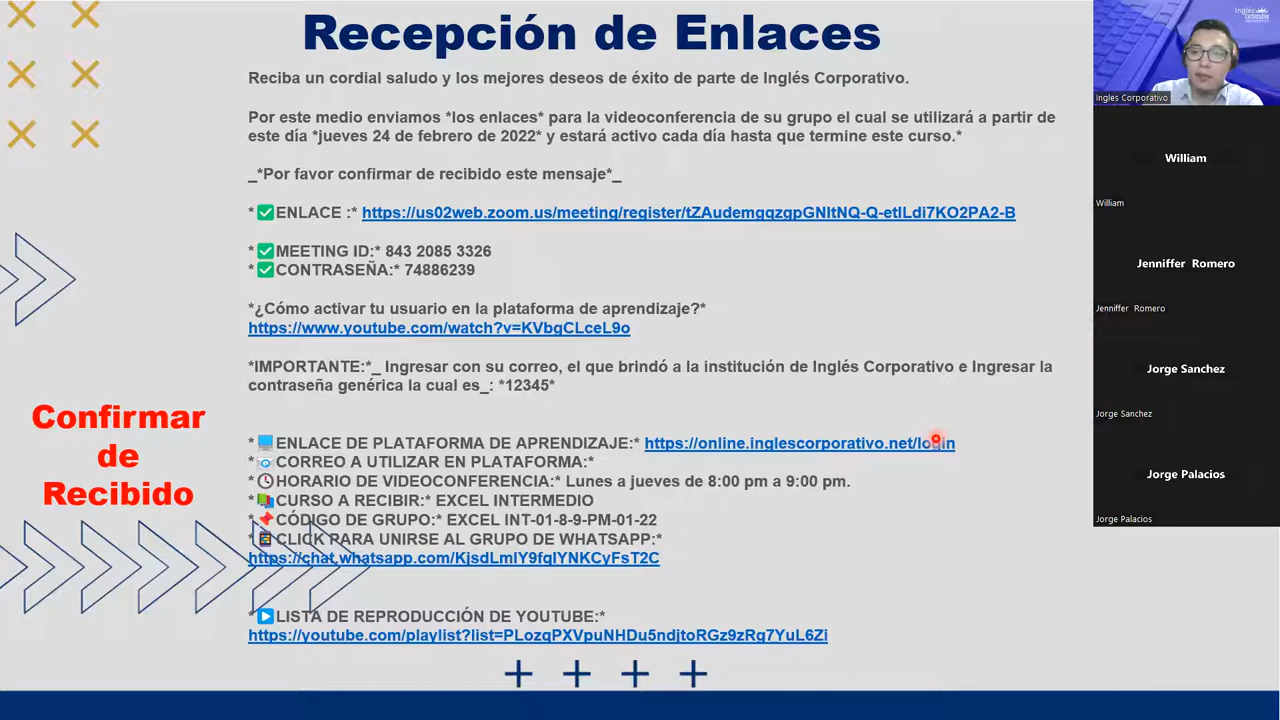 Recepción de Enlaces
Reciba un cordial saludo y los mejores deseos de éxito de parte de Inglés Corporativo.
Por este medio enviamos *los enlaces* para la videoconferencia de su grupo el cual se utilizará a partir de
este día *jueves 24 de febrero de 2022* y estará activo cada día hasta que termine este curso.*
_*Por favor confirmar de recibido este mensaje*_
*✅ENLACE :* https://us02web.zoom.us/meeting/register/tZAudemgqzgpGNItNQ-Q-etlLdi7KO2PA2-B
*✅MEETING ID:* 843 2085 3326
*✅CONTRASEÑA:* 74886239
*¿Cómo activar tu usuario en la plataforma de aprendizaje?*
https://www.youtube.com/watch?v=KVbgCLceL9o
*IMPORTANTE:*_ Ingresar con su correo, el que brindó a la institución de Inglés Corporativo e Ingresar la
contraseña genérica la cual es_: *12345*
*🖥️ENLACE DE PLATAFORMA DE APRENDIZAJE:* https://online.inglescorporativo.net/login
*📧CORREO A UTILIZAR EN PLATAFORMA:*
*🕒HORARIO DE VIDEOCONFERENCIA:* Lunes a jueves de 8:00 pm a 9:00 pm.
*📚CURSO A RECIBIR:* EXCEL INTERMEDIO
*📌CÓDIGO DE GRUPO:* EXCEL INT-01-8-9-PM-01-22
*📱CLICK PARA UNIRSE AL GRUPO DE WHATSAPP:*
https://chat.whatsapp.com/KjsdLmlY9fqlYNKCyFsT2C
*▶️LISTA DE REPRODUCCIÓN DE YOUTUBE:*
https://youtube.com/playlist?list=PLozqPXVpuNHDu5ndjtoRGz9zRg7YuL6Zi
Confirmar
de
Recibido
Inglés
Corporativo
Ingles Corporativo
William
William
Jenniffer Romero
Jenniffer Romero
Jorge Sanchez
Jorge Sanchez
Jorge Palacios
Jorge Palacios